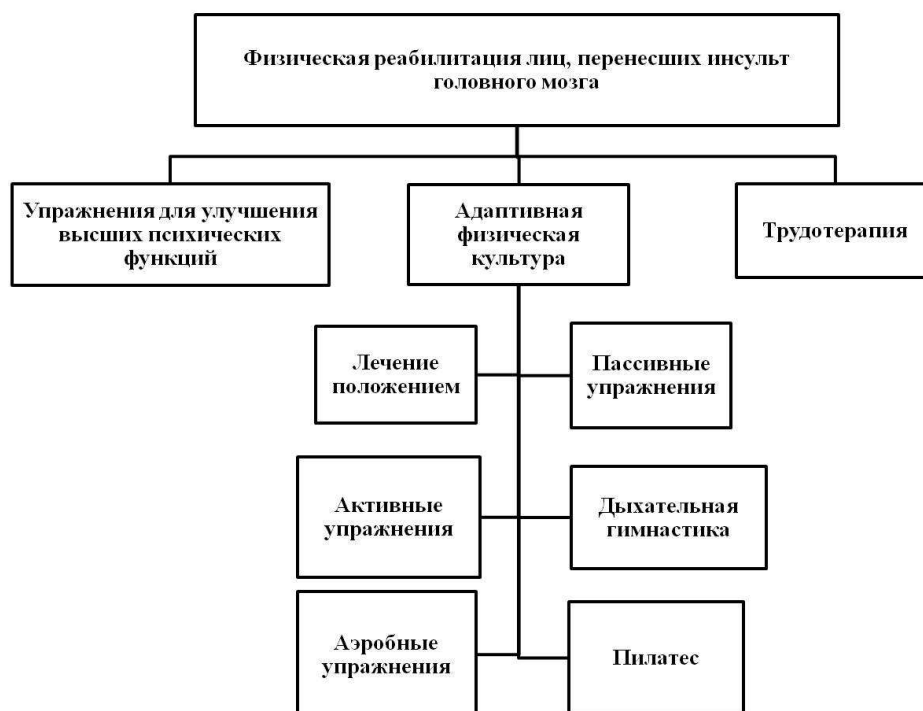 Физическая реабилитация лиц, перенесших инсульт
головного мозга
Упражнения для улучшения
высших психических
функций
Адаптивная
физическая
культура
Трудотерапия
Лечение
положением
Пассивные
упражнения
Активные
упражнения
Дыхательная
гимнастика
Аэробные
упражнения
Пилатес